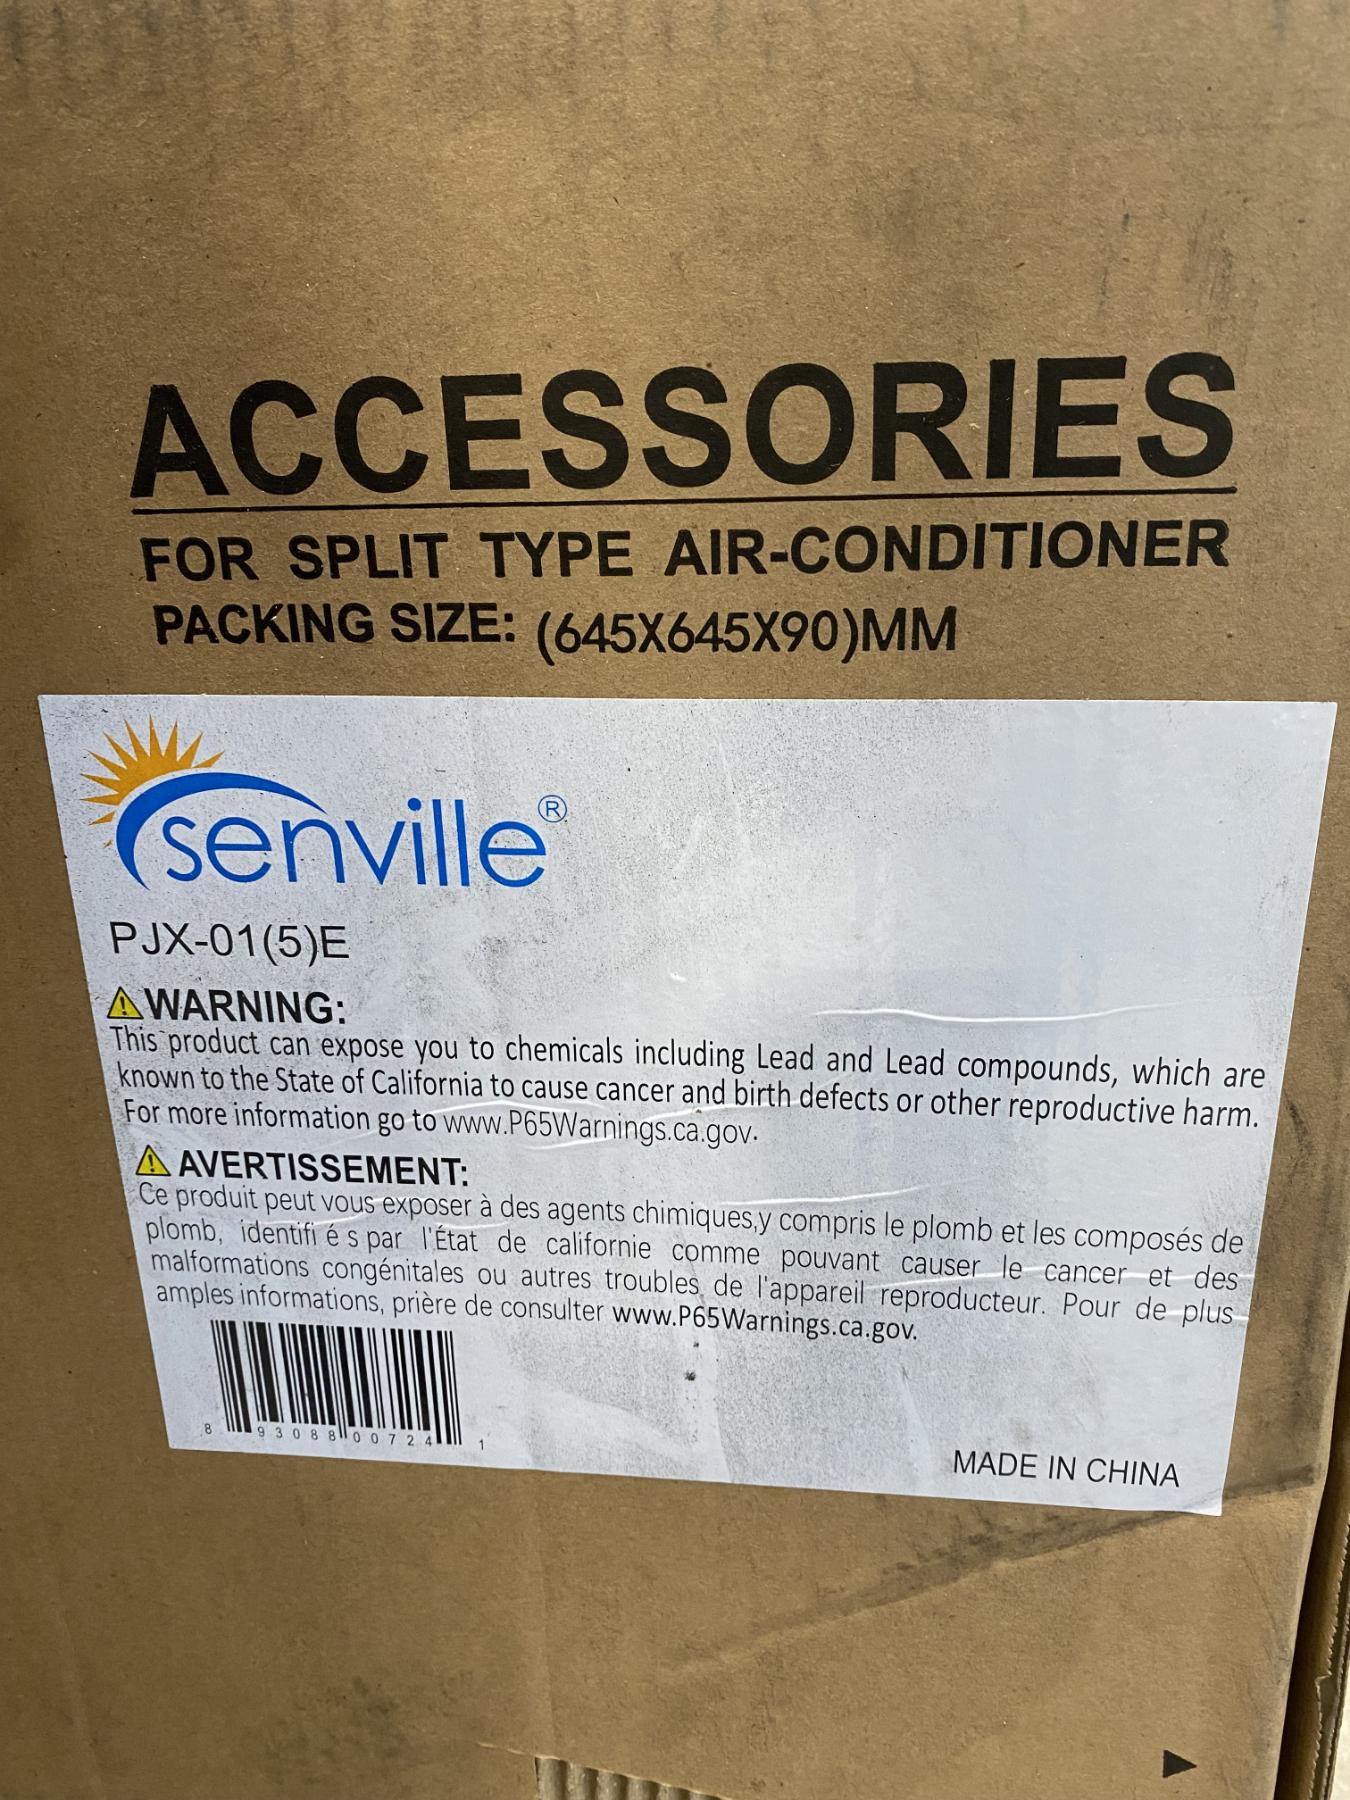 ACCESSORIES
FOR SPLIT TYPE AIR-CONDITIONER
PACKING SIZE: (645X645X90)MM
senville®
PJX-01(5)E
WARNING:
This product can expose you to chemicals including Lead and Lead compounds, which are
known to the State of California to cause cancer and birth defects or other reproductive harm.
For more information go to www.P65Warnings.ca.gov.
AVERTISSEMENT:
Ce produit peut vous exposer à des agents chimiques,y compris le plomb et les composés de
plomb, identifi é s par l'État de californie comme pouvant causer le cancer et des
malformations congénitales ou autres troubles de l'appareil reproducteur. Pour de plus
amples informations, prière de consulter www.P65Warnings.ca.gov.
8 93088 00724 1
MADE IN CHINA